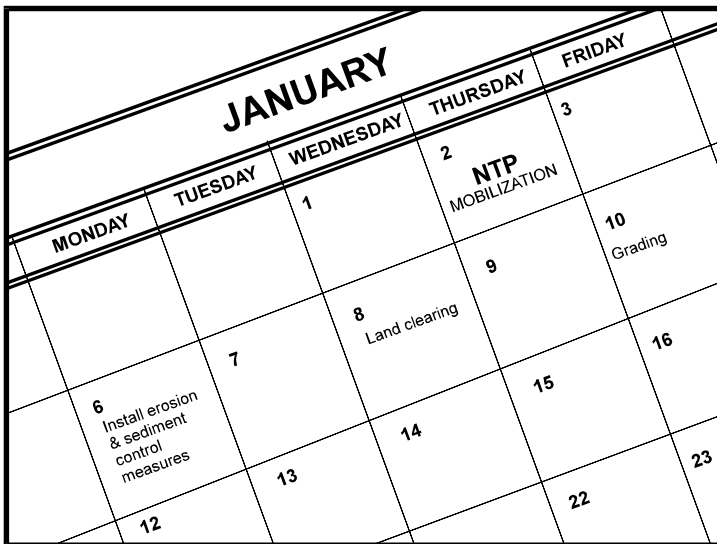 JANUARY
MONDAY
TUESDAY
WEDNESDAY
THURSDAY
FRIDAY
1
2
NTP
MOBILIZATION
3
6
Install erosion
& sediment
control
measures
7
8
Land clearing
9
10
Grading
12
13
14
15
16
22
23